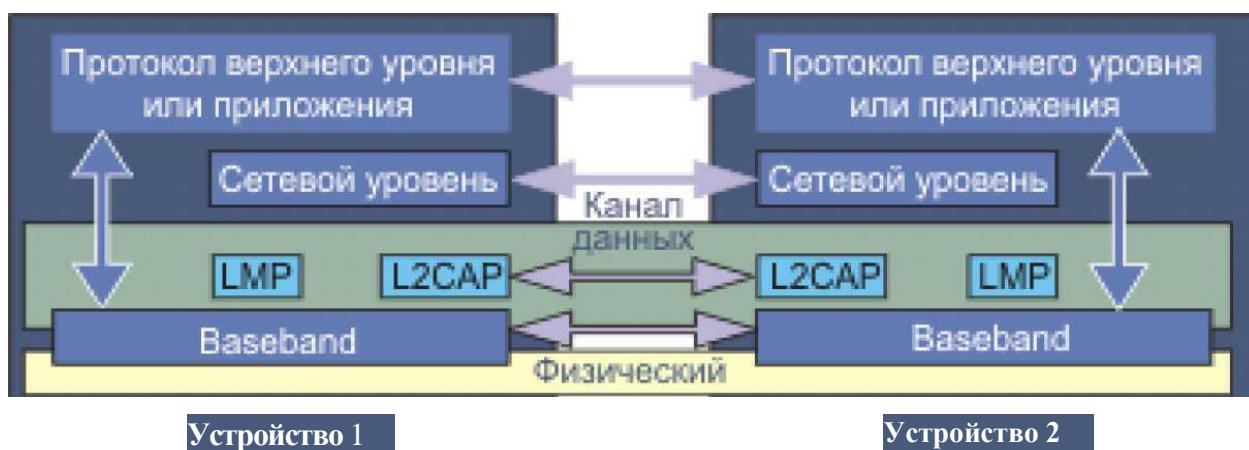 Протокол верхнего уровня
или приложения
Протокол верхнего уровня
или приложения
Сетевой уровень
Сетевой уровень
Канал
данных
LMP
L2CAP
L2CAP
LMP
Baseband
Baseband
Физический
Устройство 1
Устройство 2